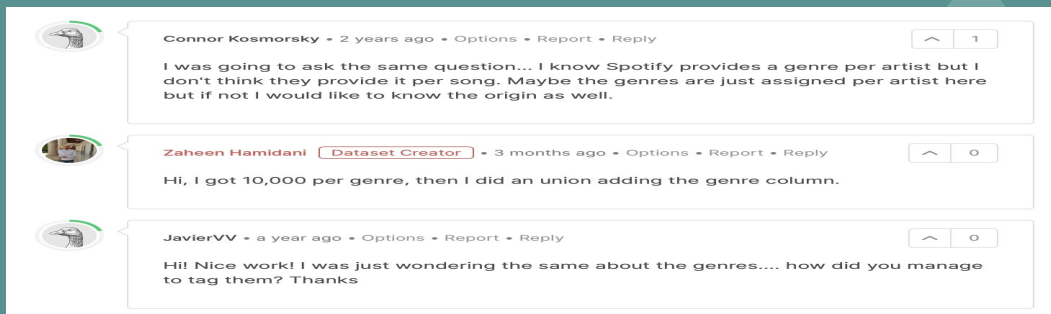 Connor Kosmorsky • 2 years ago • Options • Report • Reply
1
I was going to ask the same question... I know Spotify provides a genre per artist but I
don't think they provide it per song. Maybe the genres are just assigned per artist here
but if not I would like to know the origin as well.
Zaheen Hamidani Dataset Creator • 3 months ago • Options • Report • Reply
0
Hi, I got 10,000 per genre, then I did an union adding the genre column.
JavierVV • a year ago • Options • Report • Reply
0
Hi! Nice work! I was just wondering the same about the genres.... how did you manage
to tag them? Thanks